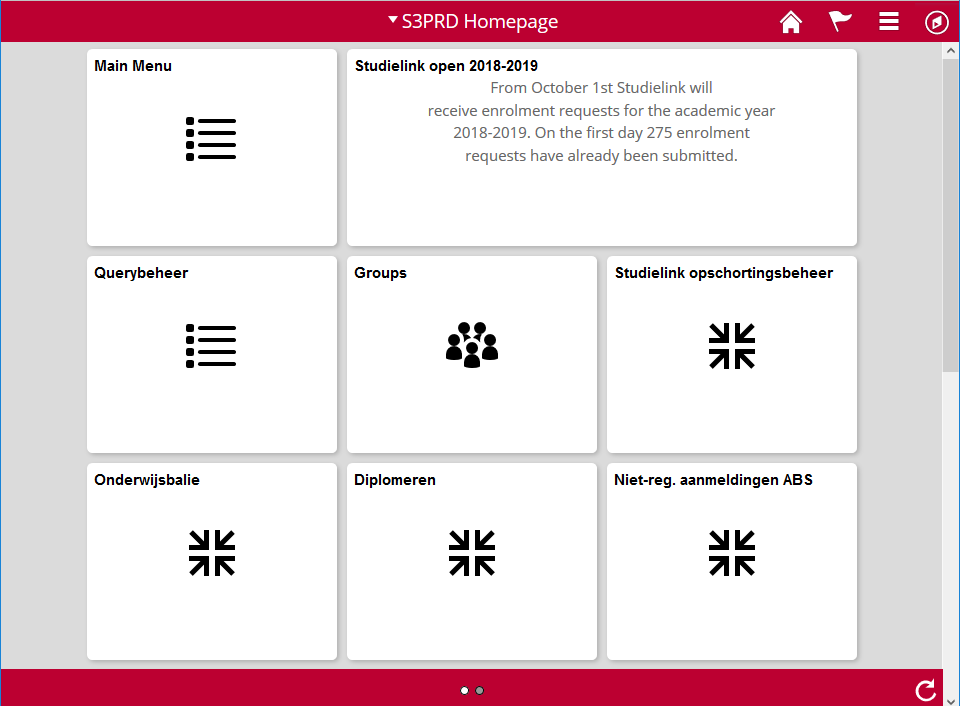 S3PRD Homepage
Main Menu
Studielink open 2018-2019
From October 1st Studielink will
receive enrolment requests for the academic year
2018-2019. On the first day 275 enrolment
requests have already been submitted.
Querybeheer
Groups
Studielink opschortingsbeheer
Onderwijsbalie
Diplomeren
Niet-reg. aanmeldingen ABS